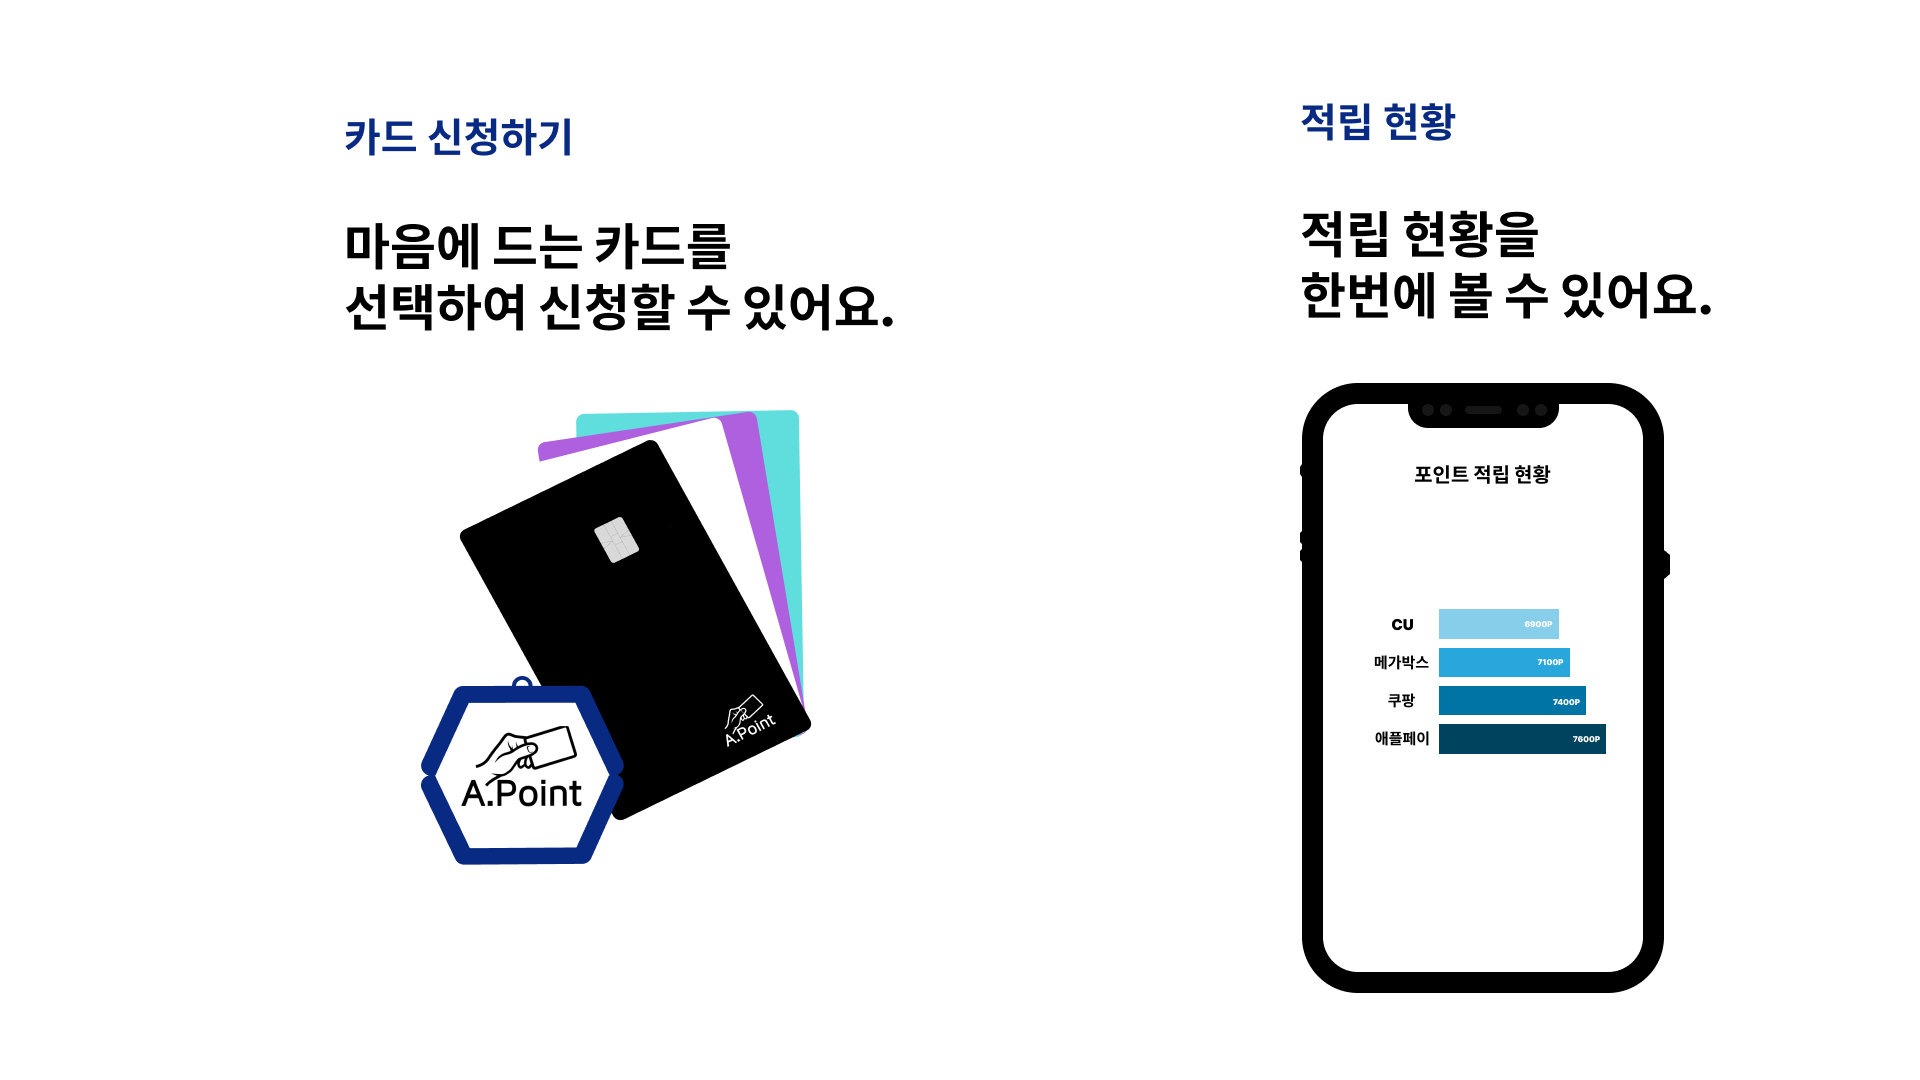 카드 신청하기
마음에 드는 카드를
선택하여 신청할 수 있어요.
A.Point
A.Point
적립 현황
적립 현황을
한번에 볼 수 있어요.
포인트 적립 현황
CU 6900P
메가박스 7100P
쿠팡 7400P
애플페이 7600P